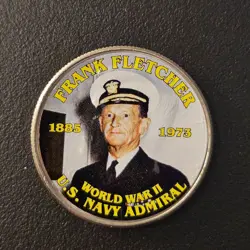 FRANK FLETCHER
1885 1973
WORLD WAR II
U.S. NAVY ADMIRAL